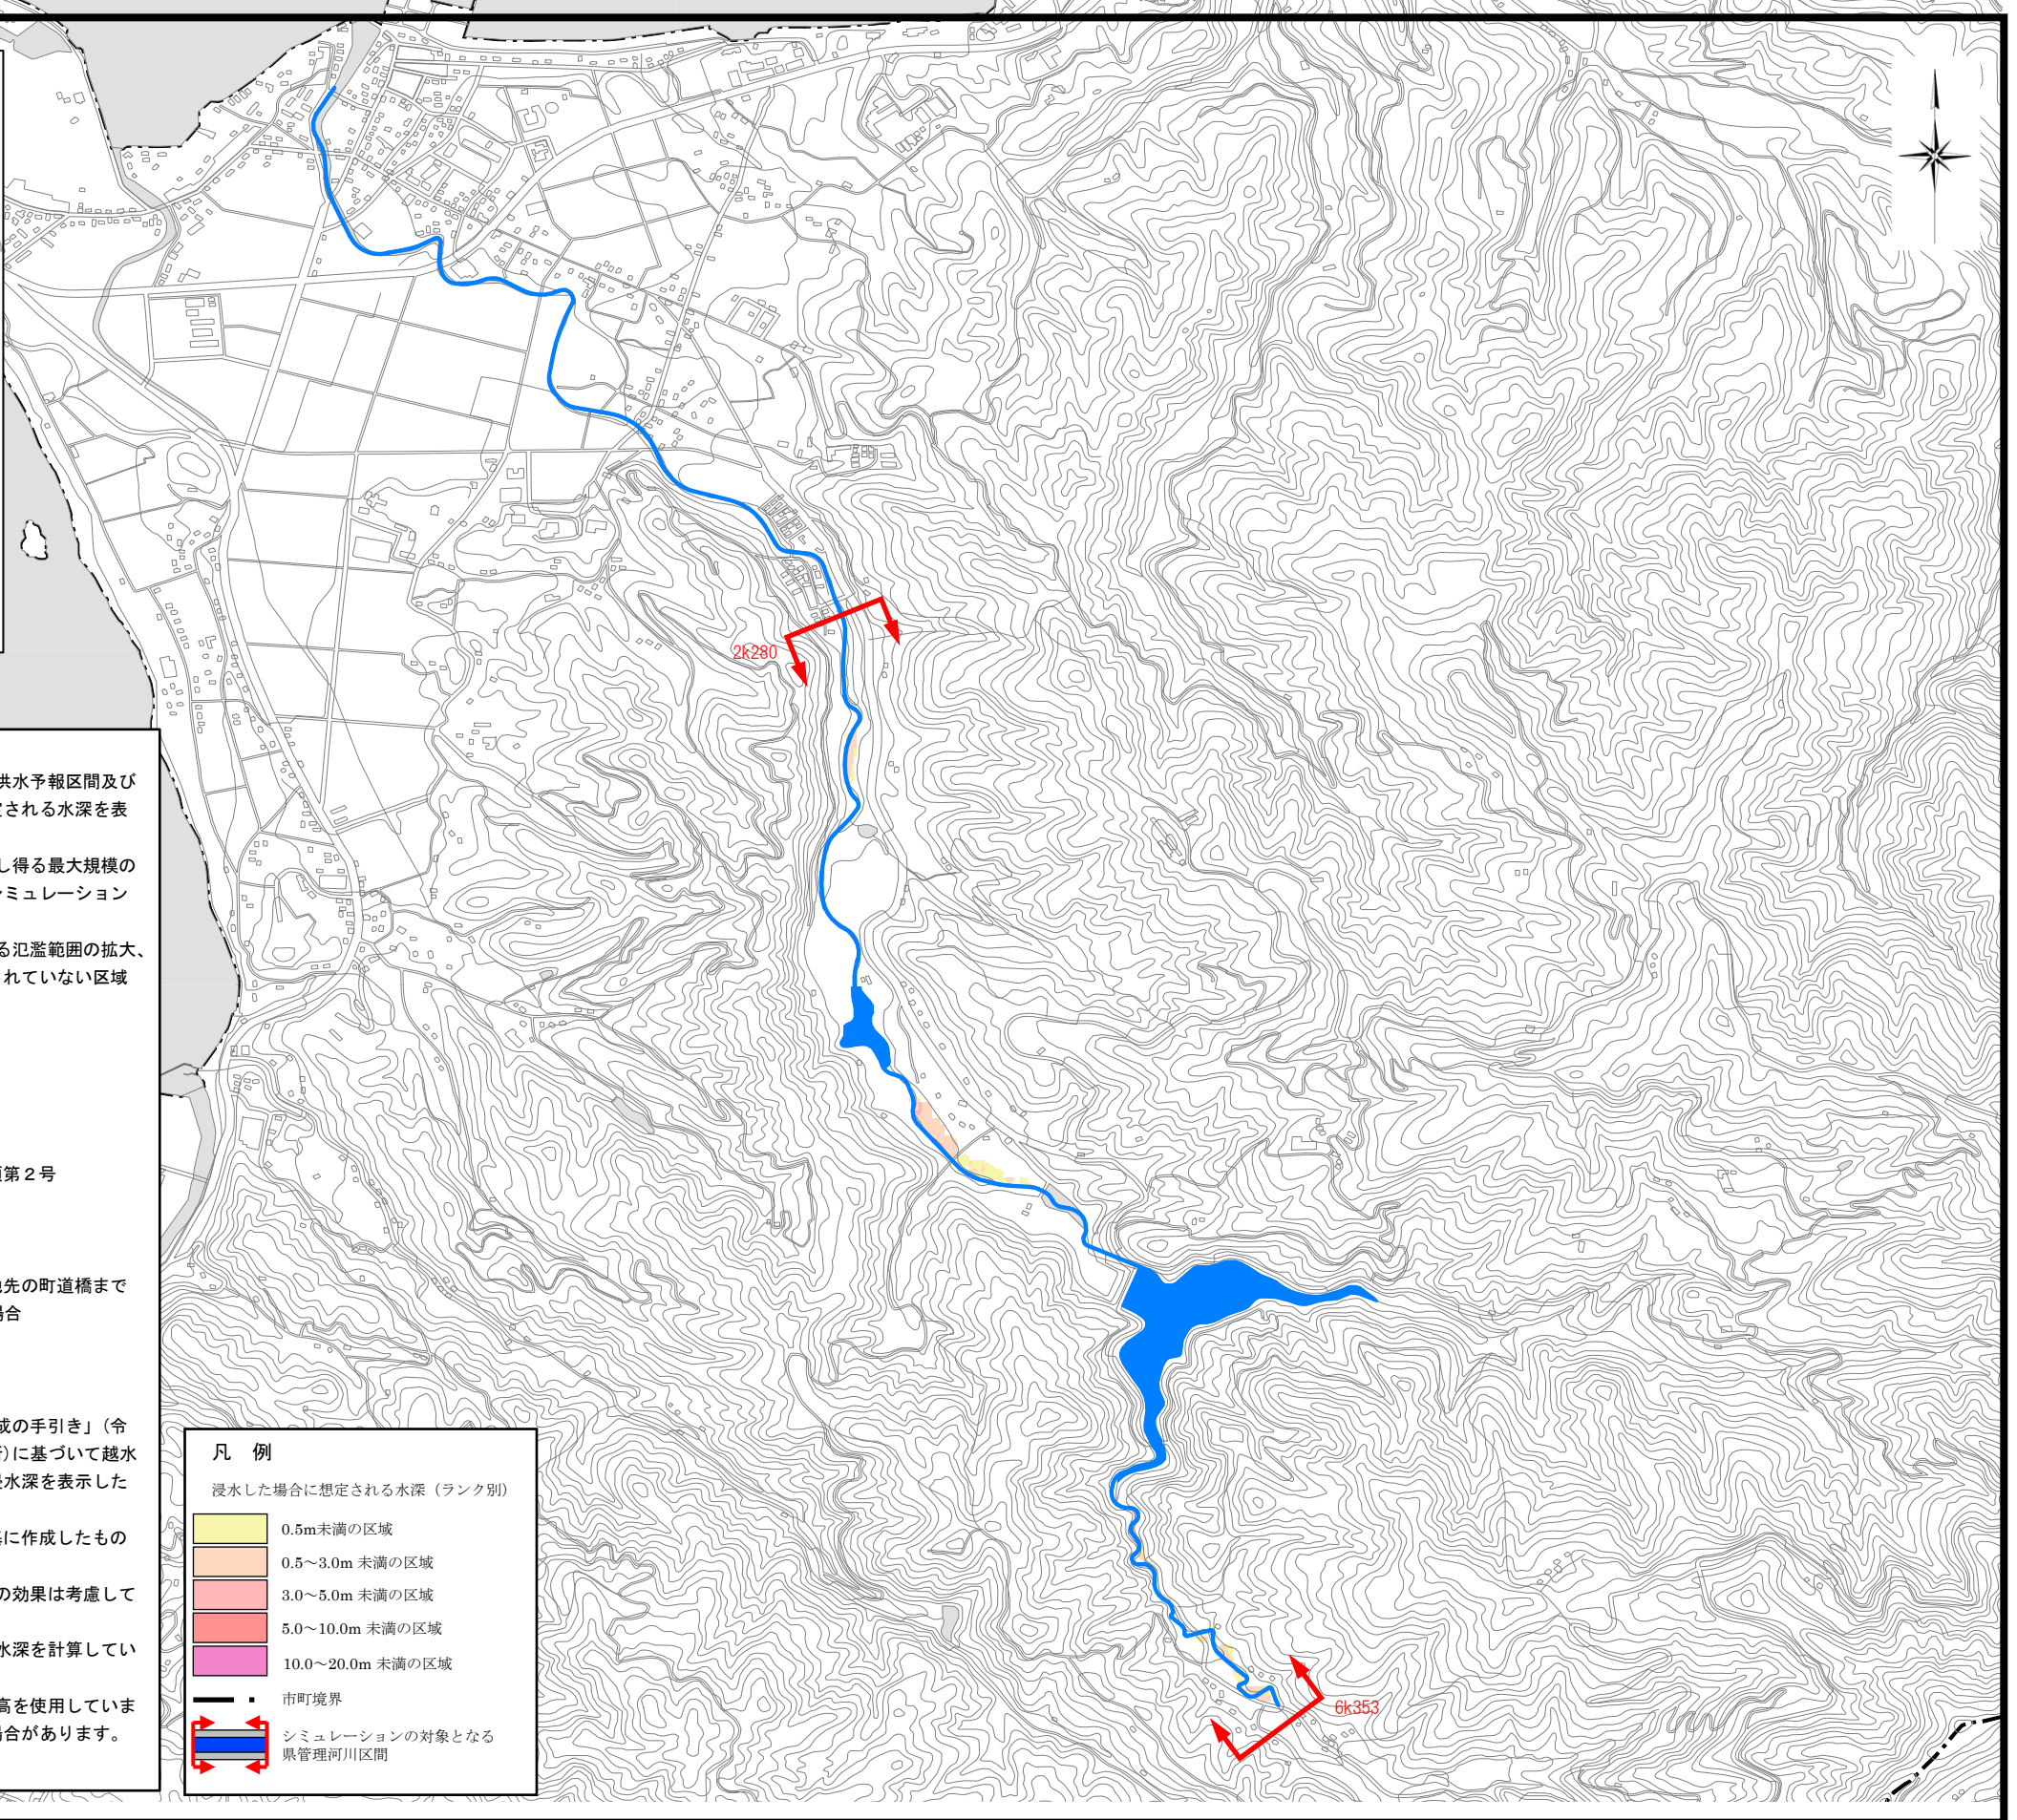 2k280
洪水予報区間及び
定される水深を表
し得る最大規模の
シミュレーション
る氾濫範囲の拡大、
れていない区域
第２号
地先の町道橋まで
場合
成の手引き」（令
)に基づいて越水
浸水深を表示した
に作成したもの
の効果は考慮して
水深を計算してい
高を使用していま
場合があります。
凡 例
浸水した場合に想定される水深（ランク別）
0.5m未満の区域
0.5～3.0m 未満の区域
3.0～5.0m 未満の区域
5.0～10.0m 未満の区域
10.0～20.0m 未満の区域
市町境界
シミュレーションの対象となる
県管理河川区間
6k353